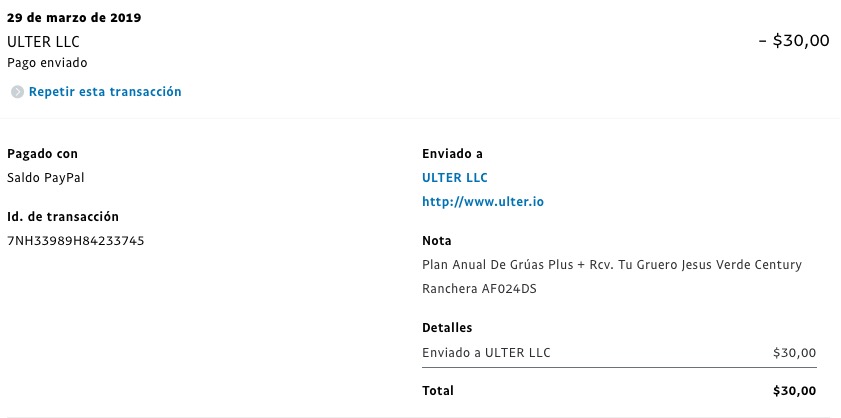 29 de marzo de 2019
ULTER LLC
– $30,00
Pago enviado
Repetir esta transacción
Pagado con
Saldo PayPal
Id. de transacción
7NH33989H84233745
Enviado a
ULTER LLC
http://www.ulter.io
Nota
Plan Anual De Grúas Plus + Rcv. Tu Gruero Jesus Verde Century
Ranchera AF024DS
Detalles
Enviado a ULTER LLC $30,00
Total $30,00